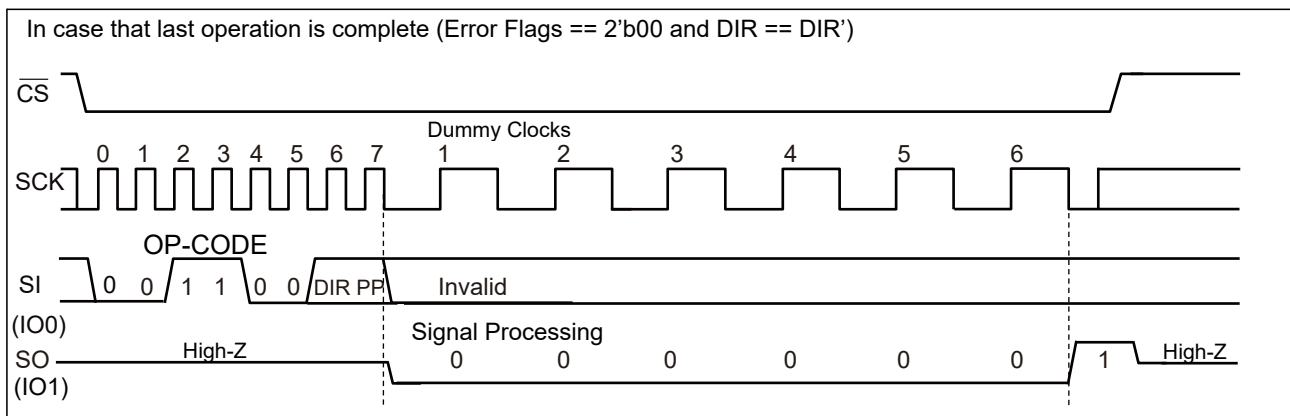 In case that last operation is complete (Error Flags == 2'b00 and DIR == DIR’)
CS
Dummy Clocks
0 1 2 3 4 5 6 7 1 2 3 4 5 6
SCK
OP-CODE
SI 0 0 1 1 0 0 DIR PP Invalid
(IO0)
Signal Processing
SO High-Z 0 0 0 0 0 0 1 High-Z
(IO1)